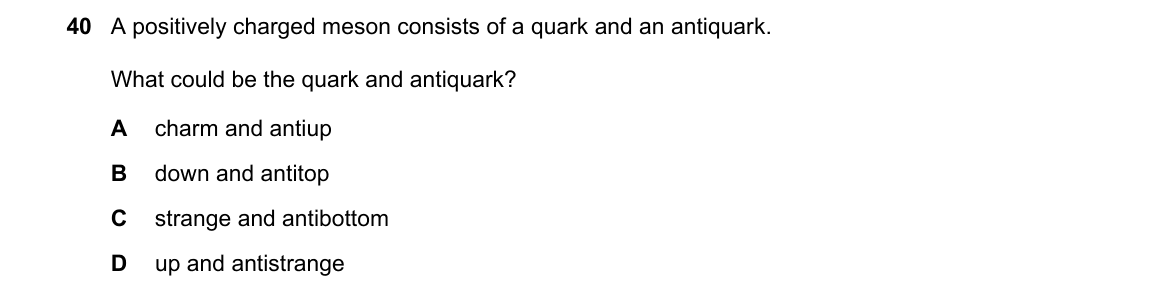 40 A positively charged meson consists of a quark and an antiquark.
What could be the quark and antiquark?
A charm and antiup
B down and antitop
C strange and antibottom
D up and antistrange